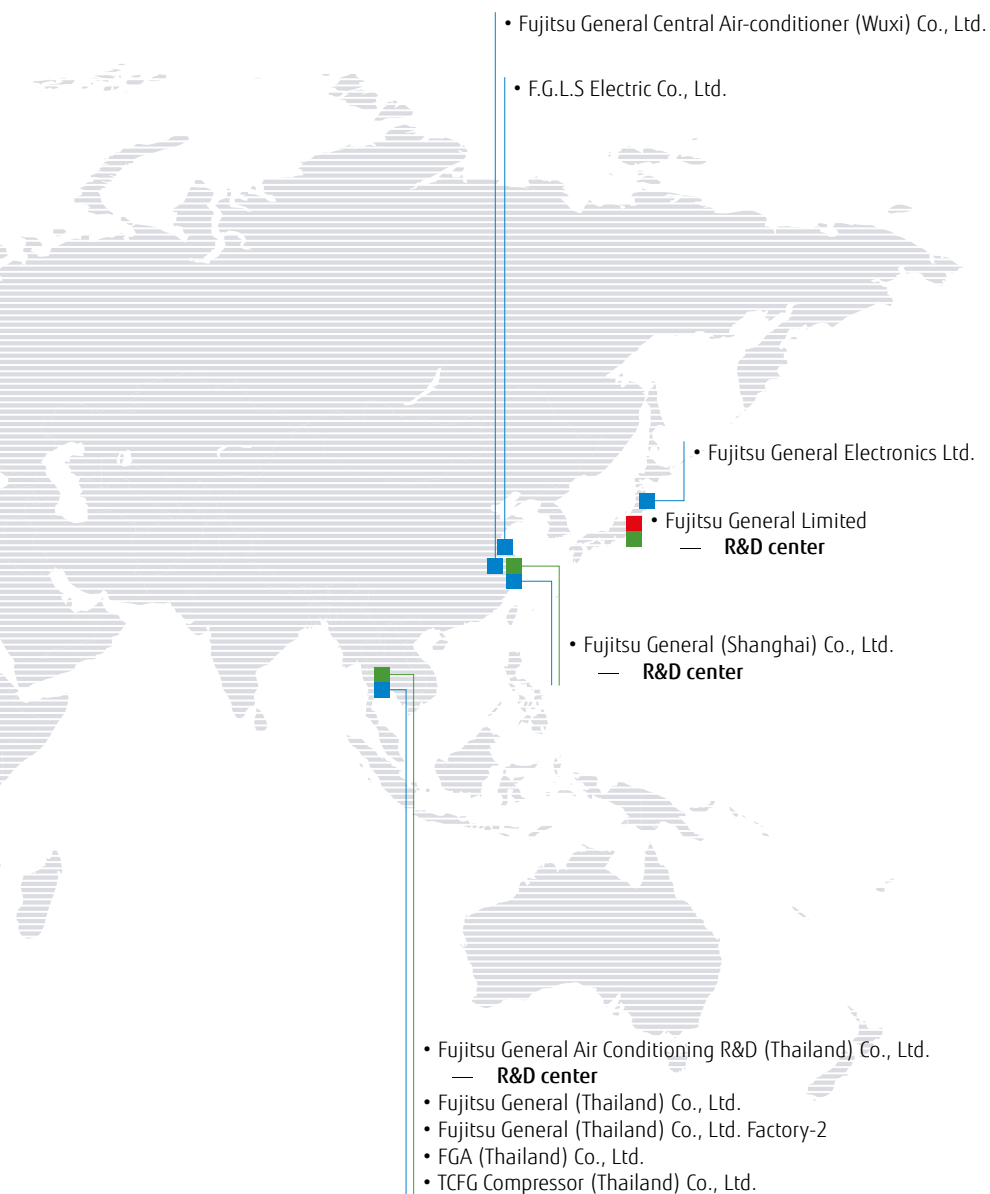 • Fujitsu General Central Air-conditioner (Wuxi) Co., Ltd.
• F.G.L.S Electric Co., Ltd.
• Fujitsu General Electronics Ltd.
• Fujitsu General Limited
— R&D center
• Fujitsu General (Shanghai) Co., Ltd.
— R&D center
• Fujitsu General Air Conditioning R&D (Thailand) Co., Ltd.
— R&D center
• Fujitsu General (Thailand) Co., Ltd.
• Fujitsu General (Thailand) Co., Ltd. Factory-2
• FGA (Thailand) Co., Ltd.
• TCFG Compressor (Thailand) Co., Ltd.